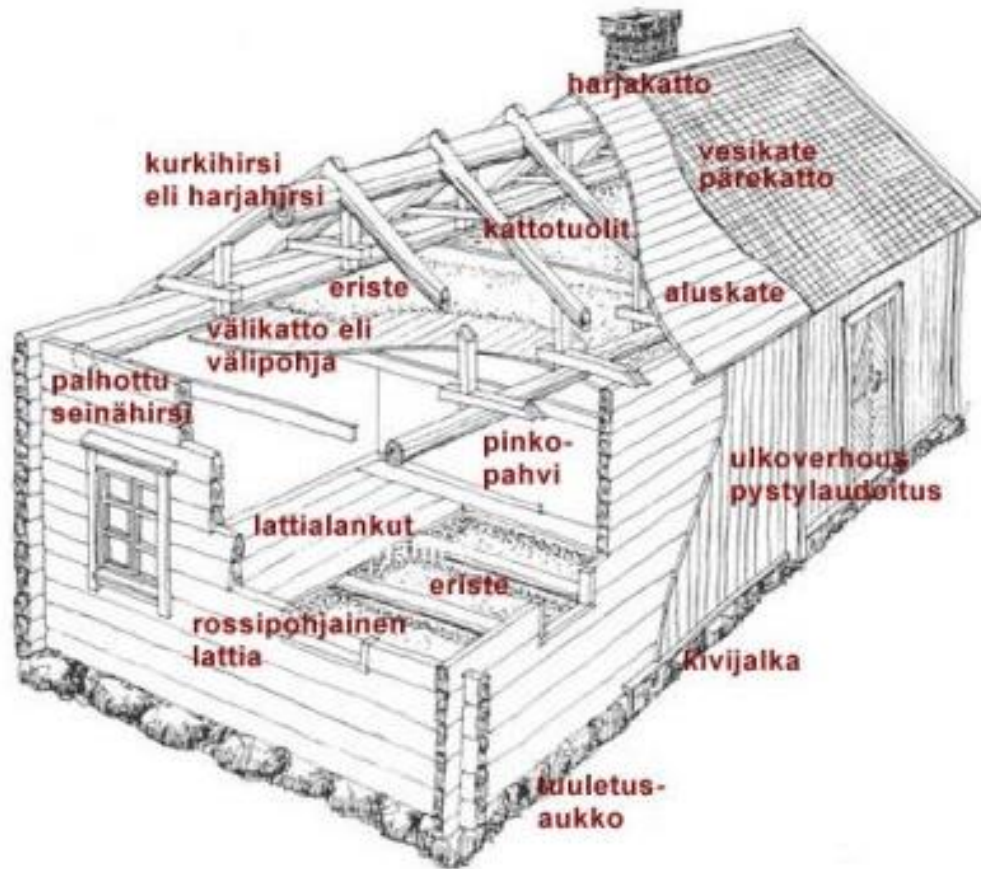 harjakatto
kurkihirsi
eli harjahirsi
vesikate
pärekatto
kattotuolit
eriste
aluskate
välikatto eli
välipohja
palhottu
seinähirsi
pinko-
pahvi
ulkoverhous
pystylaudoitus
lattialankut
eriste
rossipohjainen
lattia
kivijalka
tuuletus-
aukko